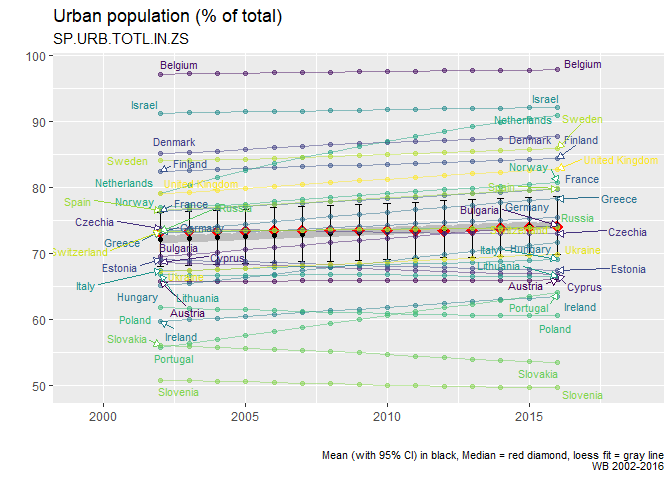 Urban population (% of total)
SP.URB.TOTL.IN.ZS
100
90
80
70
60
50
Belgium
Belgium
Israel
Israel
Netherlands
Sweden
Denmark
Denmark
Finland
Sweden
Finland
United Kingdom
Norway
France
Netherlands
United Kingdom
Spain
Spain
Norway
France
Greece
Russia
Bulgaria
Russia
Czechia
Germany
Czechia
Switzerland
Greece
Bulgaria
Italy
Hungary
Ukraine
Cyprus
Estonia
Lithuania
Estonia
Italy
Austria
Cyprus
Hungary
Lithuania
Portugal
Ireland
Austria
Poland
Poland
Slovakia
Ireland
Portugal
Slovakia
Slovenia
Slovenia
2000
2005
2010
2015
Mean (with 95% CI) in black, Median = red diamond, loess fit = gray line
WB 2002-2016